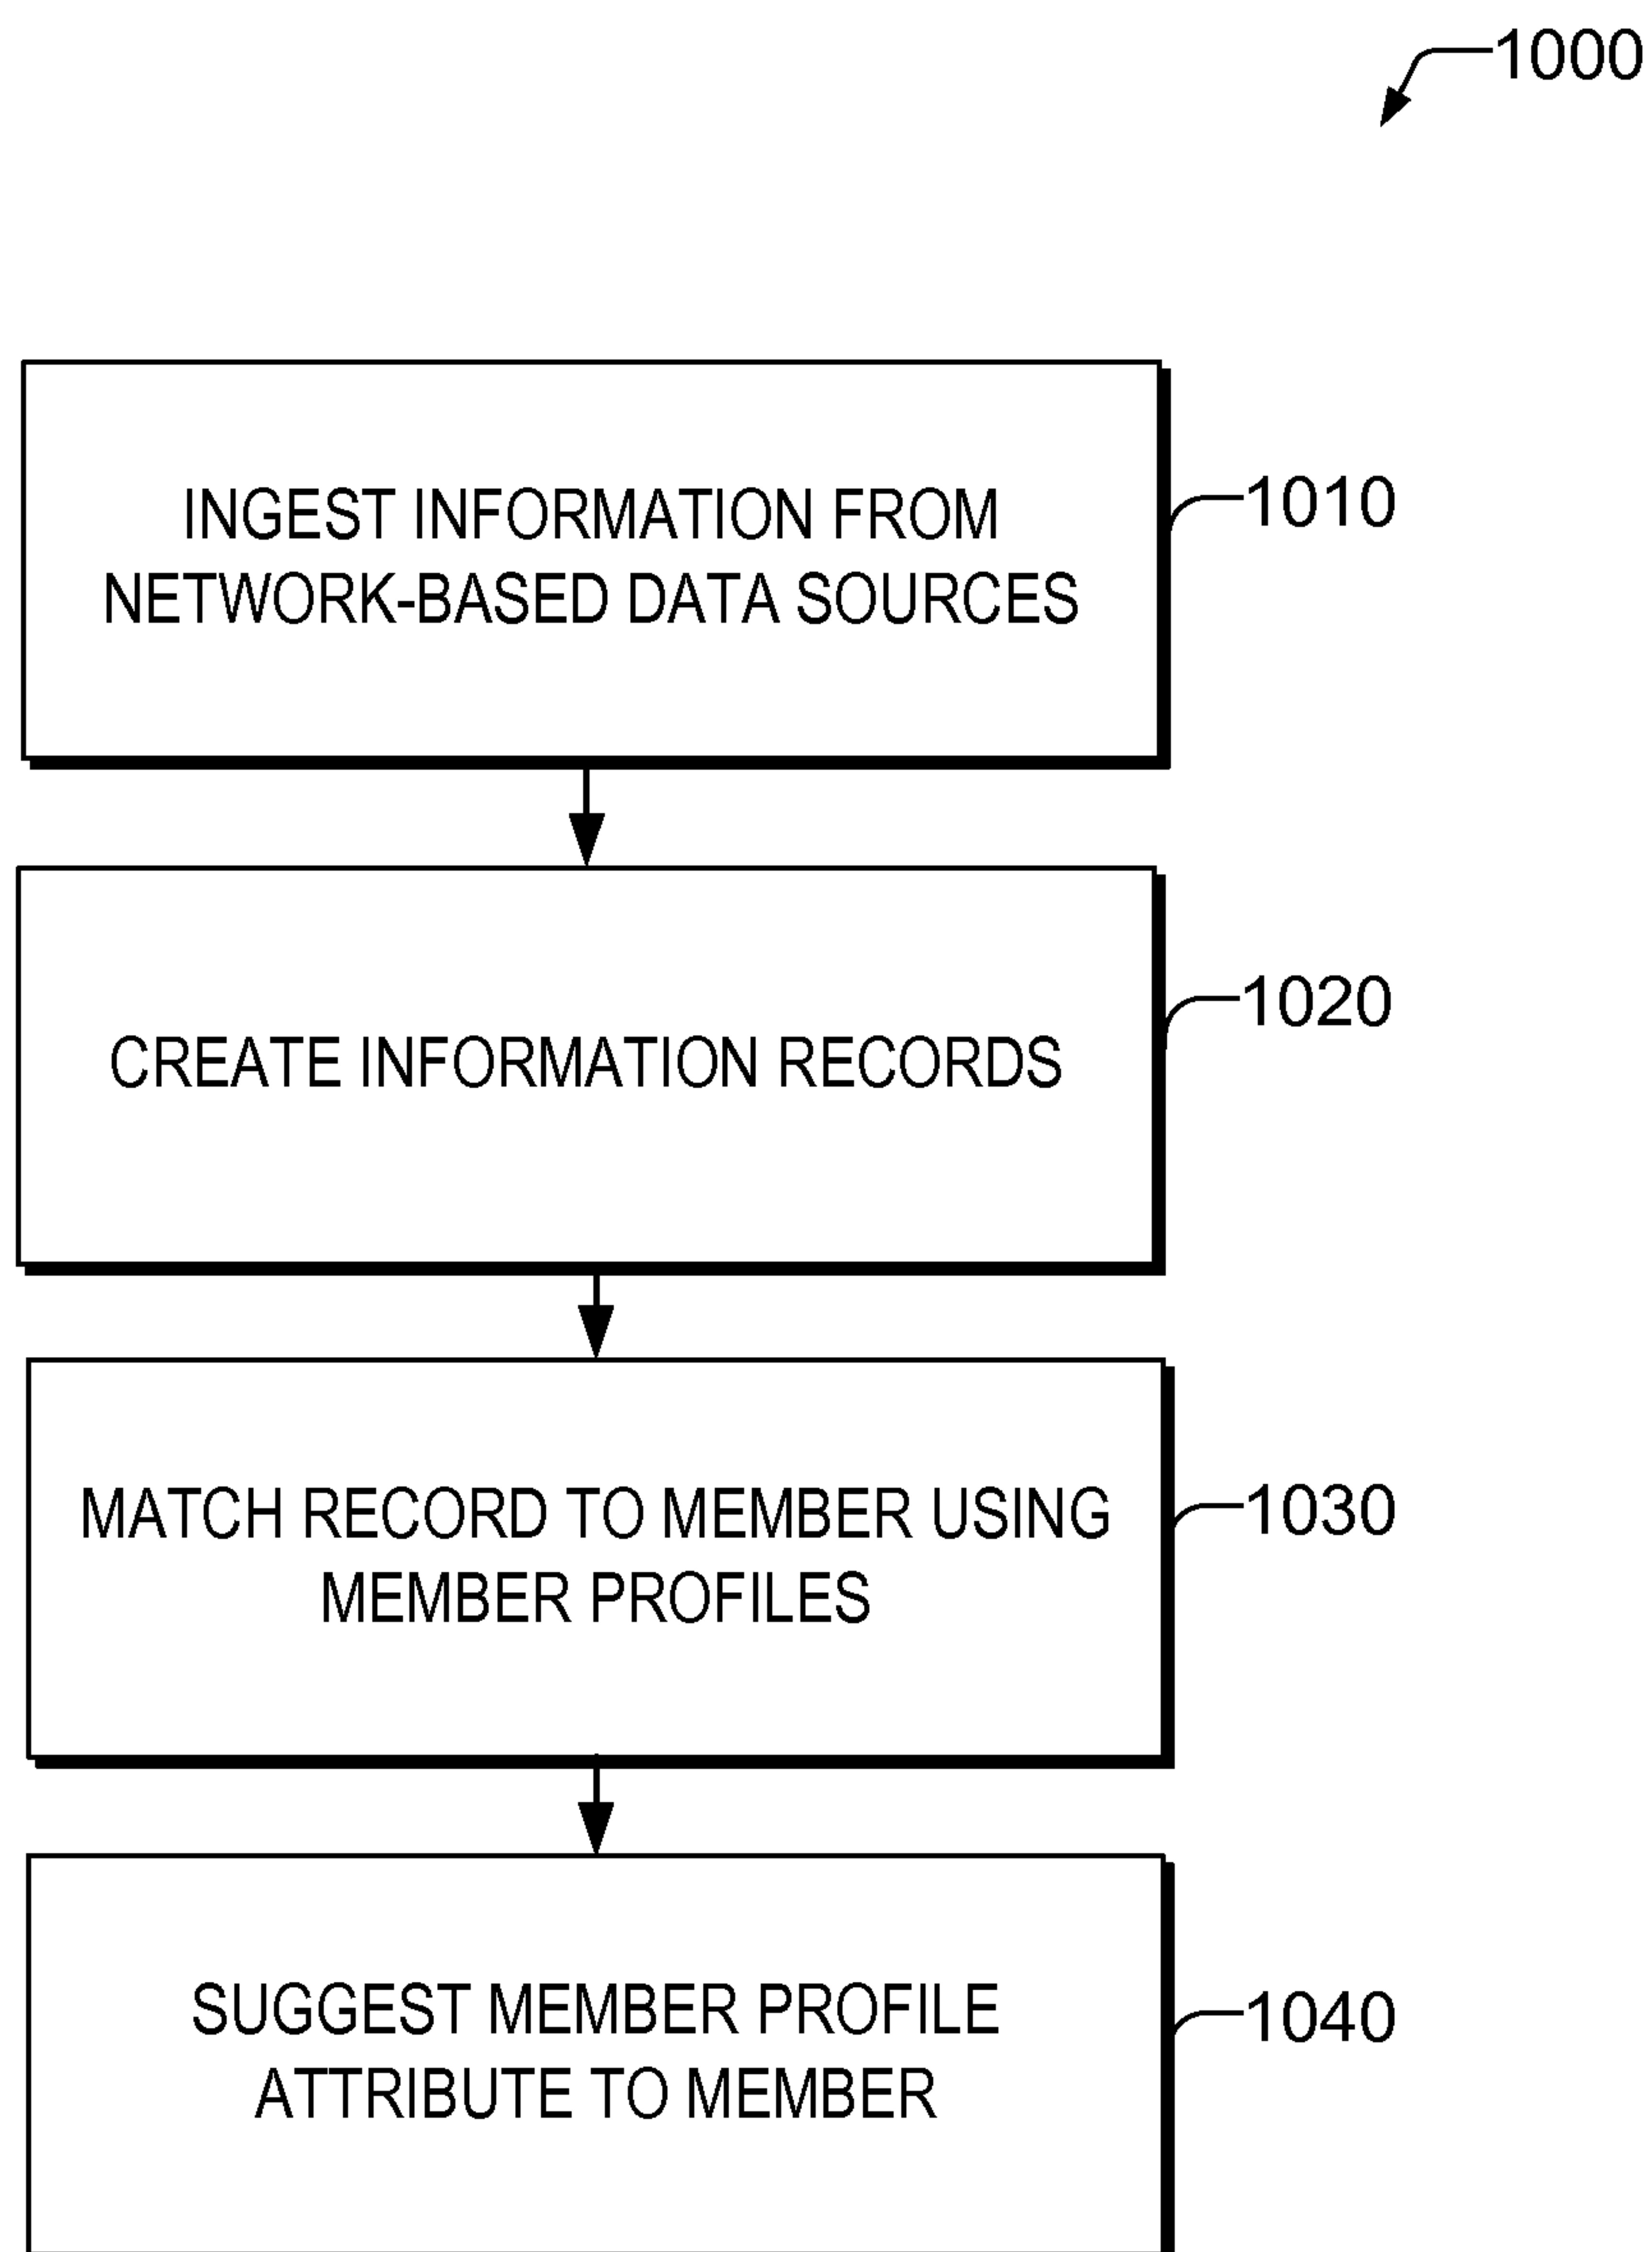 1000
INGEST INFORMATION FROM
NETWORK-BASED DATA SOURCES
1010
CREATE INFORMATION RECORDS
1020
MATCH RECORD TO MEMBER USING
MEMBER PROFILES
1030
SUGGEST MEMBER PROFILE
ATTRIBUTE TO MEMBER
1040